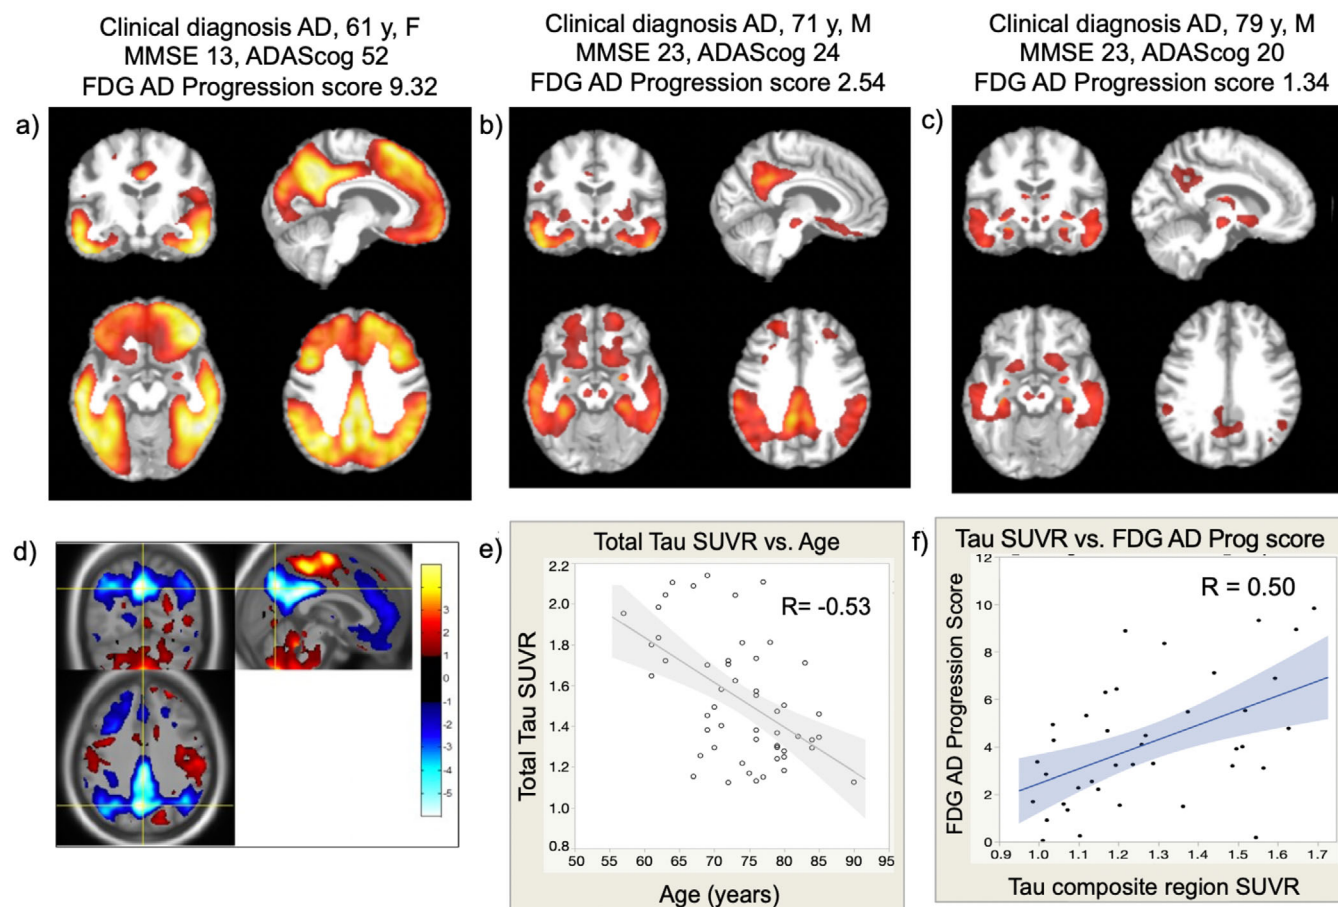 Clinical diagnosis AD, 61 y, F
MMSE 13, ADAScog 52
FDG AD Progression score 9.32
Clinical diagnosis AD, 71 y, M
MMSE 23, ADAScog 24
FDG AD Progression score 2.54
Clinical diagnosis AD, 79 y, M
MMSE 23, ADAScog 20
FDG AD Progression score 1.34
a)
b)
c)
d)
4
3
2
1
0
-1
-2
-3
-4
-5
e)
Total Tau SUVR vs. Age
R= -0.53
Total Tau SUVR
2.2
2.0
1.8
1.6
1.4
1.2
1.0
0.8
50 55 60 65 70 75 80 85 90 95
Age (years)
f)
Tau SUVR vs. FDG AD Prog score
R = 0.50
FDG AD Progression Score
12
10
8
6
4
2
0
0.9 1.0 1.1 1.2 1.3 1.4 1.5 1.6 1.7
Tau composite region SUVR